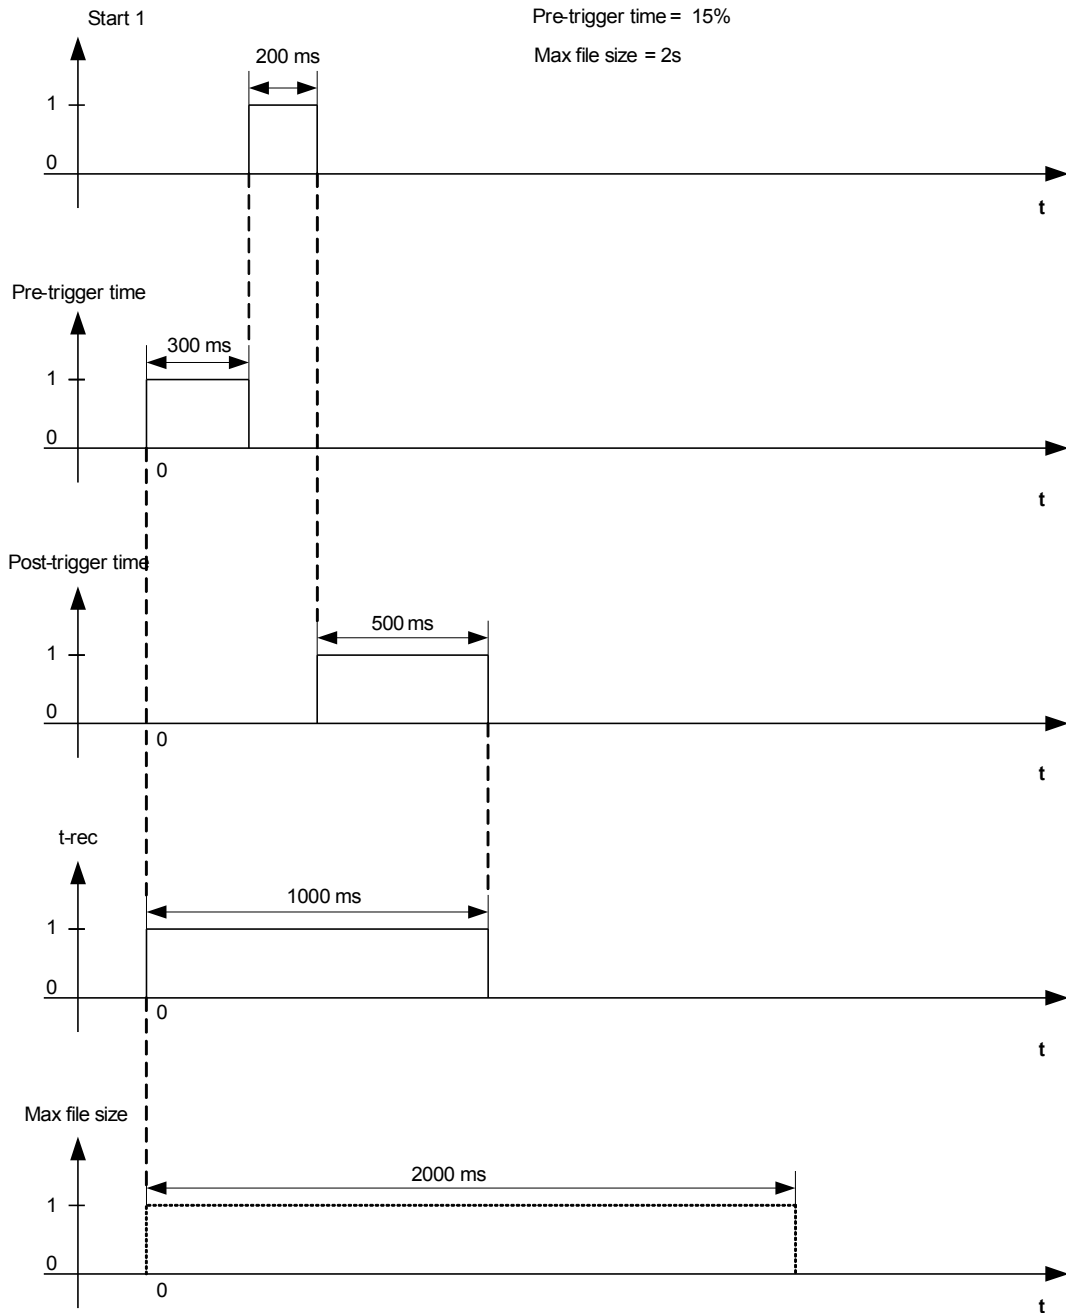 Start 1
Pre-trigger time = 15%
Max file size = 2s
200 ms
1
0
t
Pre-trigger time
300 ms
1
0
0
t
Post-trigger time
500 ms
1
0
0
t
t-rec
1000 ms
1
0
0
t
Max file size
2000 ms
1
0
0
t